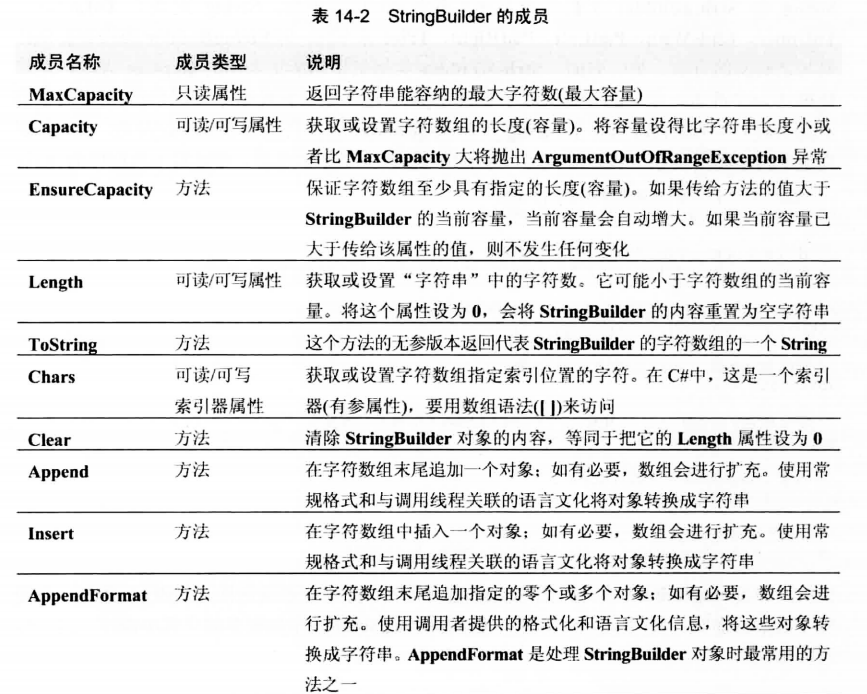 表 14-2 StringBuilder 的成员
成员名称 成员类型 说明
MaxCapacity 只读属性 返回字符串能容纳的最大字符数(最大容量)
Capacity 可读/可写属性 获取或设置字符数组的长度(容量)。将容量设得比字符串长度小或
者比 MaxCapacity 大将抛出 ArgumentOutOfRangeException 异常
EnsureCapacity 方法 保证字符数组至少具有指定的长度(容量)。如果传给方法的值大于
StringBuilder 的当前容量，当前容量会自动增大。如果当前容量已
大于传给该属性的值，则不发生任何变化
Length 可读/可写属性 获取或设置“字符串”中的字符数。它可能小于字符数组的当前容
量。将这个属性设为 0，会将 StringBuilder 的内容重置为空字符串
ToString 方法 这个方法的无参版本返回代表 StringBuilder 的字符数组的一个 String
Chars 可读/可写 获取或设置字符数组指定索引位置的字符。在 C#中，这是一个索引
索引器属性 器(有参属性)，要用数组语法([ ])来访问
Clear 方法 清除 StringBuilder 对象的内容，等同于把它的 Length 属性设为 0
Append 方法 在字符数组末尾追加一个对象；如有必要，数组会进行扩充。使用常
规格式和与调用线程关联的语言文化将对象转换成字符串
Insert 方法 在字符数组中插入一个对象；如有必要，数组会进行扩充。使用常
规格式和与调用线程关联的语言文化将对象转换成字符串
AppendFormat 方法 在字符数组末尾追加指定的零个或多个对象；如有必要，数组会进
行扩充。使用调用者提供的格式化和语言文化信息，将这些对象转
换成字符串。AppendFormat 是处理 StringBuilder 对象时最常用的方
法之一